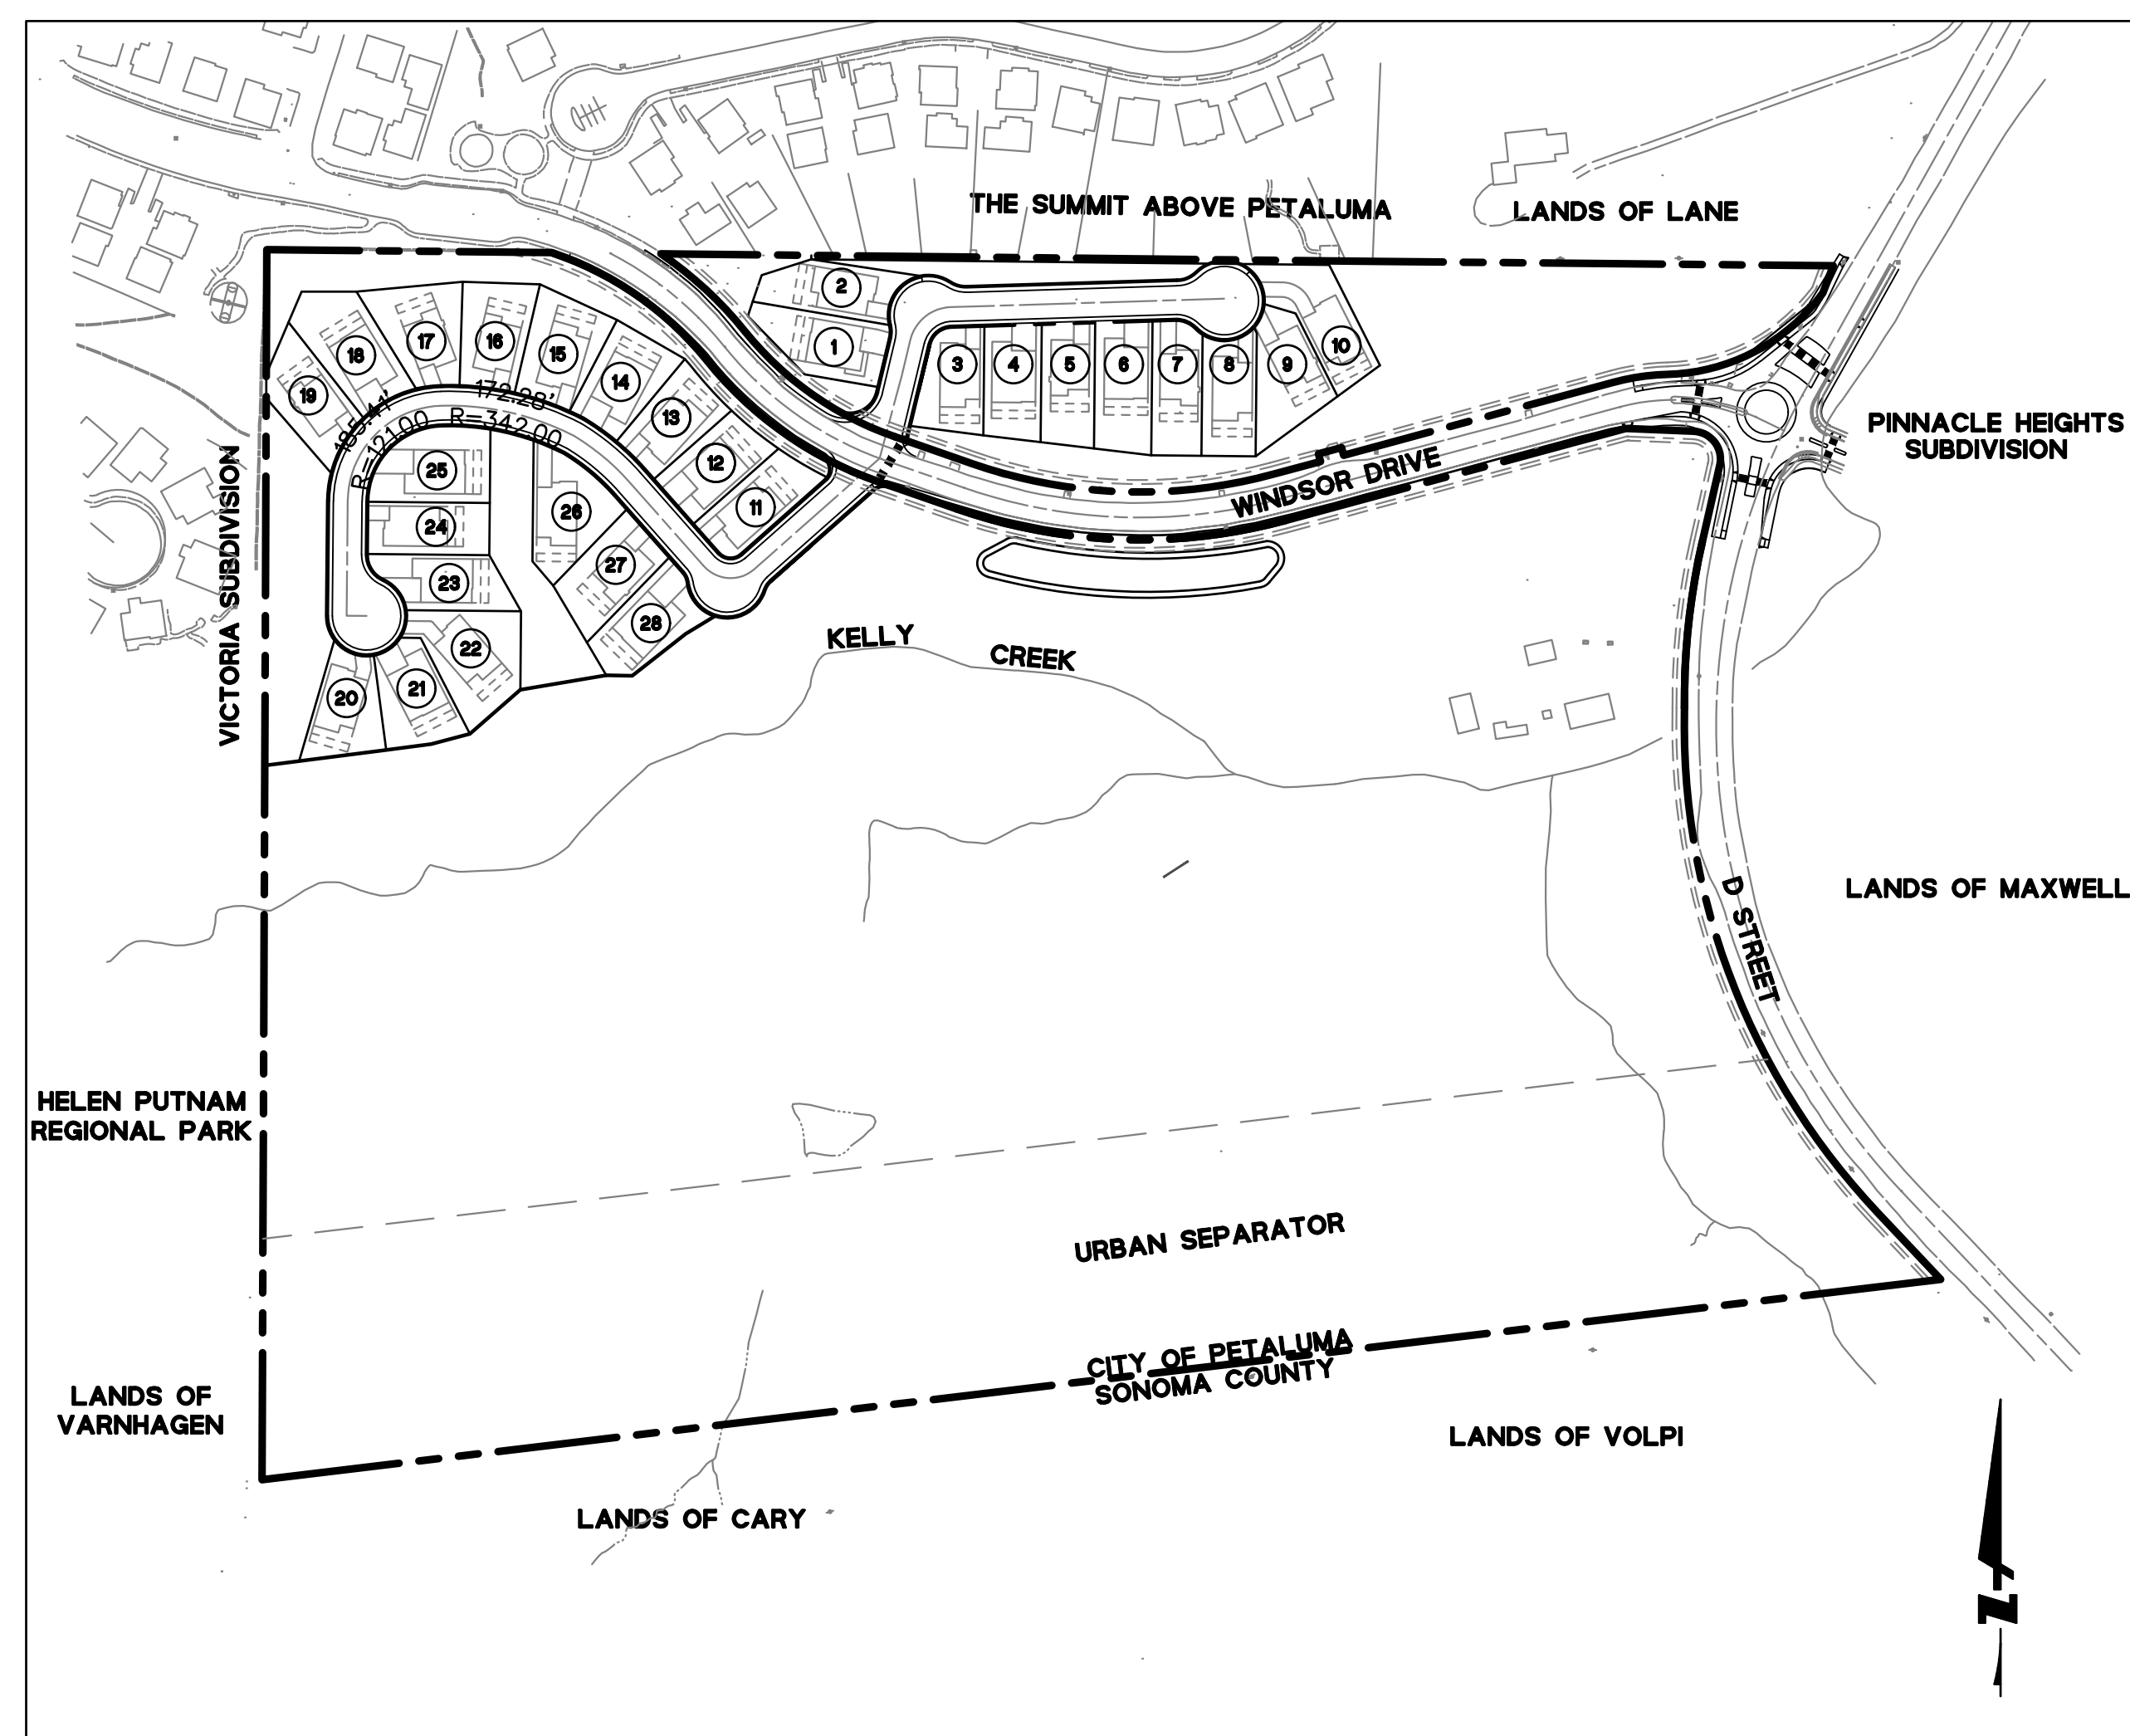 THE SUMMIT ABOVE PETALUMA
LANDS OF LANE
2
1
3
4
5
6
7
8
9
10
18
17
16
15
14
13
12
11
19
185.41'
R=121.00
172.28'
R=342.00
25
24
23
22
21
20
26
27
28
WINDSOR DRIVE
PINNACLE HEIGHTS
SUBDIVISION
VICTORIA SUBDIVISION
KELLY CREEK
D STREET
LANDS OF MAXWELL
HELEN PUTNAM
REGIONAL PARK
URBAN SEPARATOR
CITY OF PETALUMA
SONOMA COUNTY
LANDS OF
VARNHAGEN
LANDS OF VOLPI
LANDS OF CARY
Z